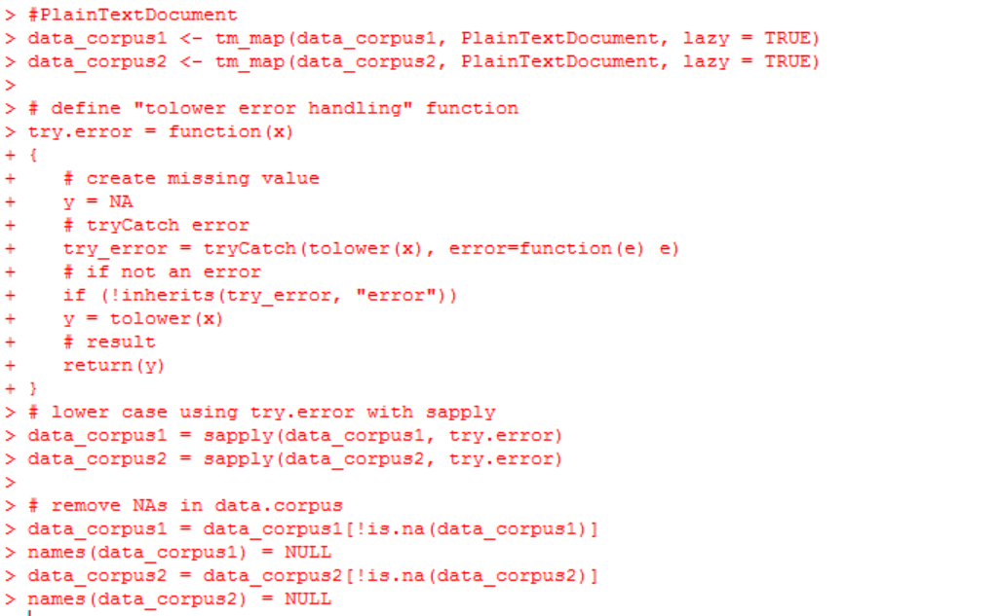 > #PlainTextDocument
> data_corpus1 <- tm_map(data_corpus1, PlainTextDocument, lazy = TRUE)
> data_corpus2 <- tm_map(data_corpus2, PlainTextDocument, lazy = TRUE)
>
> # define "tolower error handling" function
> try.error = function(x)
+ {
+    # create missing value
+    y = NA
+    # tryCatch error
+    try_error = tryCatch(tolower(x), error=function(e) e)
+    # if not an error
+    if (!inherits(try_error, "error"))
+    y = tolower(x)
+    # result
+    return(y)
+ }
> # lower case using try.error with sapply
> data_corpus1 = sapply(data_corpus1, try.error)
> data_corpus2 = sapply(data_corpus2, try.error)
>
> # remove NAs in data.corpus
> data_corpus1 = data_corpus1[!is.na(data_corpus1)]
> names(data_corpus1) = NULL
> data_corpus2 = data_corpus2[!is.na(data_corpus2)]
> names(data_corpus2) = NULL